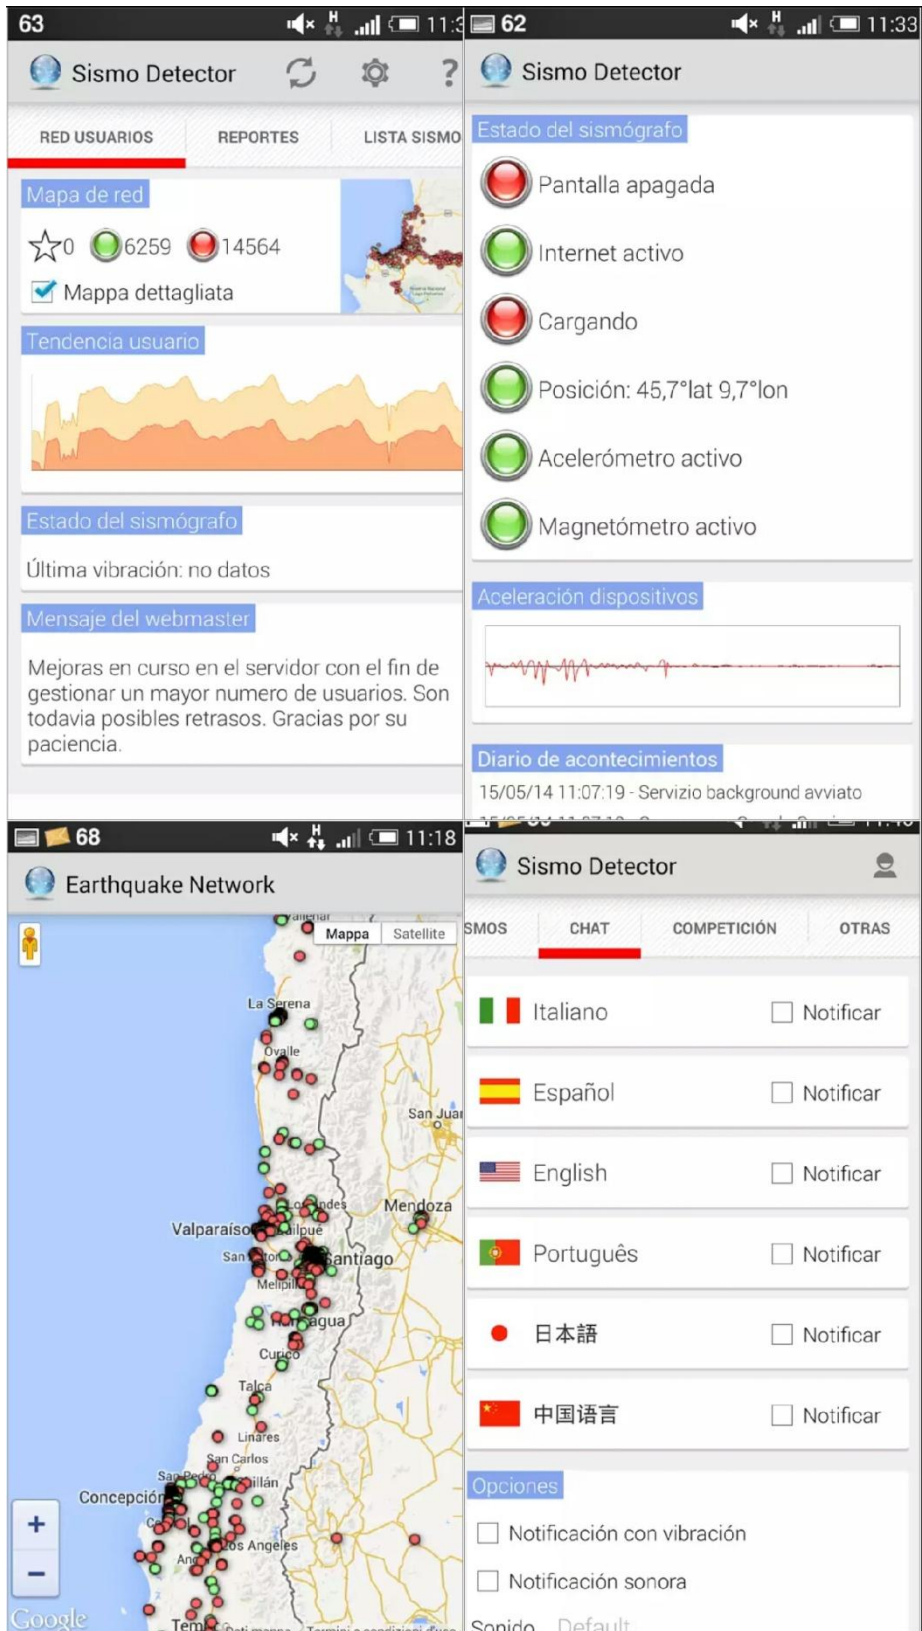 63
H
11:3
Sismo Detector
?
RED USUARIOS
REPORTES
LISTA SISMO
Mapa de red
0 6259 14564
Mappa dettagliata
Tendencia usuario
Estado del sismógrafo
Última vibración: no datos
Mensaje del webmaster
Mejoras en curso en el servidor con el fin de
gestionar un mayor numero de usuarios. Son
todavia posibles retrasos. Gracias por su
paciencia.
62
H
11:33
Sismo Detector
Estado del sismógrafo
Pantalla apagada
Internet activo
Cargando
Posición: 45,7°lat 9,7°lon
Acelerómetro activo
Magnetómetro activo
Aceleración dispositivos
Diario de acontecimientos
15/05/14 11:07:19 - Servizio background avviato
68
H
11:18
Earthquake Network
Mappa
Satellite
La Serena
Ovalle
San Juan
Mendoza
Valparaíso
Santiago
Curicó
Talca
Linares
San Carlos
Concepción
Los Angeles
Google
Sismo Detector
SMOS
CHAT
COMPETICIÓN
OTRAS
Italiano
Notificar
Español
Notificar
English
Notificar
Português
Notificar
日本語
Notificar
中国语言
Notificar
Opciones
Notificación con vibración
Notificación sonora
Sonido Default